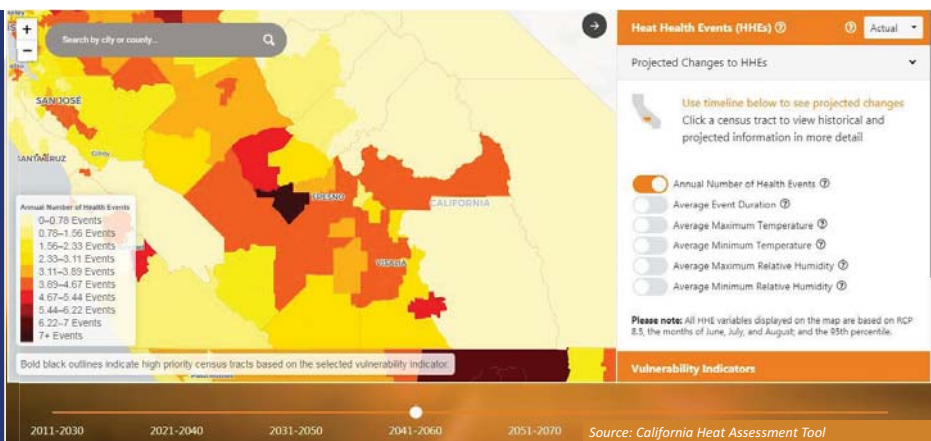 +
−
Search by city or county...
SAN JOSÉ
SANTA CRUZ
Gilroy
FRESNO
CALIFORNIA
VISALIA
Annual Number of Health Events
0–0.78 Events
0.78–1.56 Events
1.56–2.33 Events
2.33–3.11 Events
3.11–3.89 Events
3.89–4.67 Events
4.67–5.44 Events
5.44–6.22 Events
6.22–7 Events
7+ Events
Bold black outlines indicate high priority census tracts based on the selected vulnerability indicator.
Heat Health Events (HHEs) ?
? Actual
Projected Changes to HHEs
Use timeline below to see projected changes
Click a census tract to view historical and
projected information in more detail
Annual Number of Health Events ?
Average Event Duration ?
Average Maximum Temperature ?
Average Minimum Temperature ?
Average Maximum Relative Humidity ?
Average Minimum Relative Humidity ?
Please note: All HHE variables displayed on the map are based on RCP
8.5, the months of June, July, and August; and the 95th percentile.
Vulnerability Indicators
2011-2030 2021-2040 2031-2050 2041-2060 2051-2070
Source: California Heat Assessment Tool